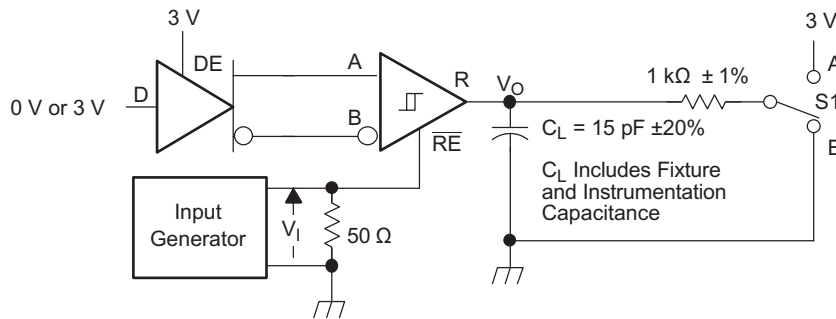 3 V
3 V
DE
A
R
V_O
1 kΩ ± 1%
A
0 V or 3 V
D
S1
B
C_L = 15 pF ±20%
B
RE
C_L Includes Fixture
and Instrumentation
Capacitance
Input
Generator
V_I
50 Ω